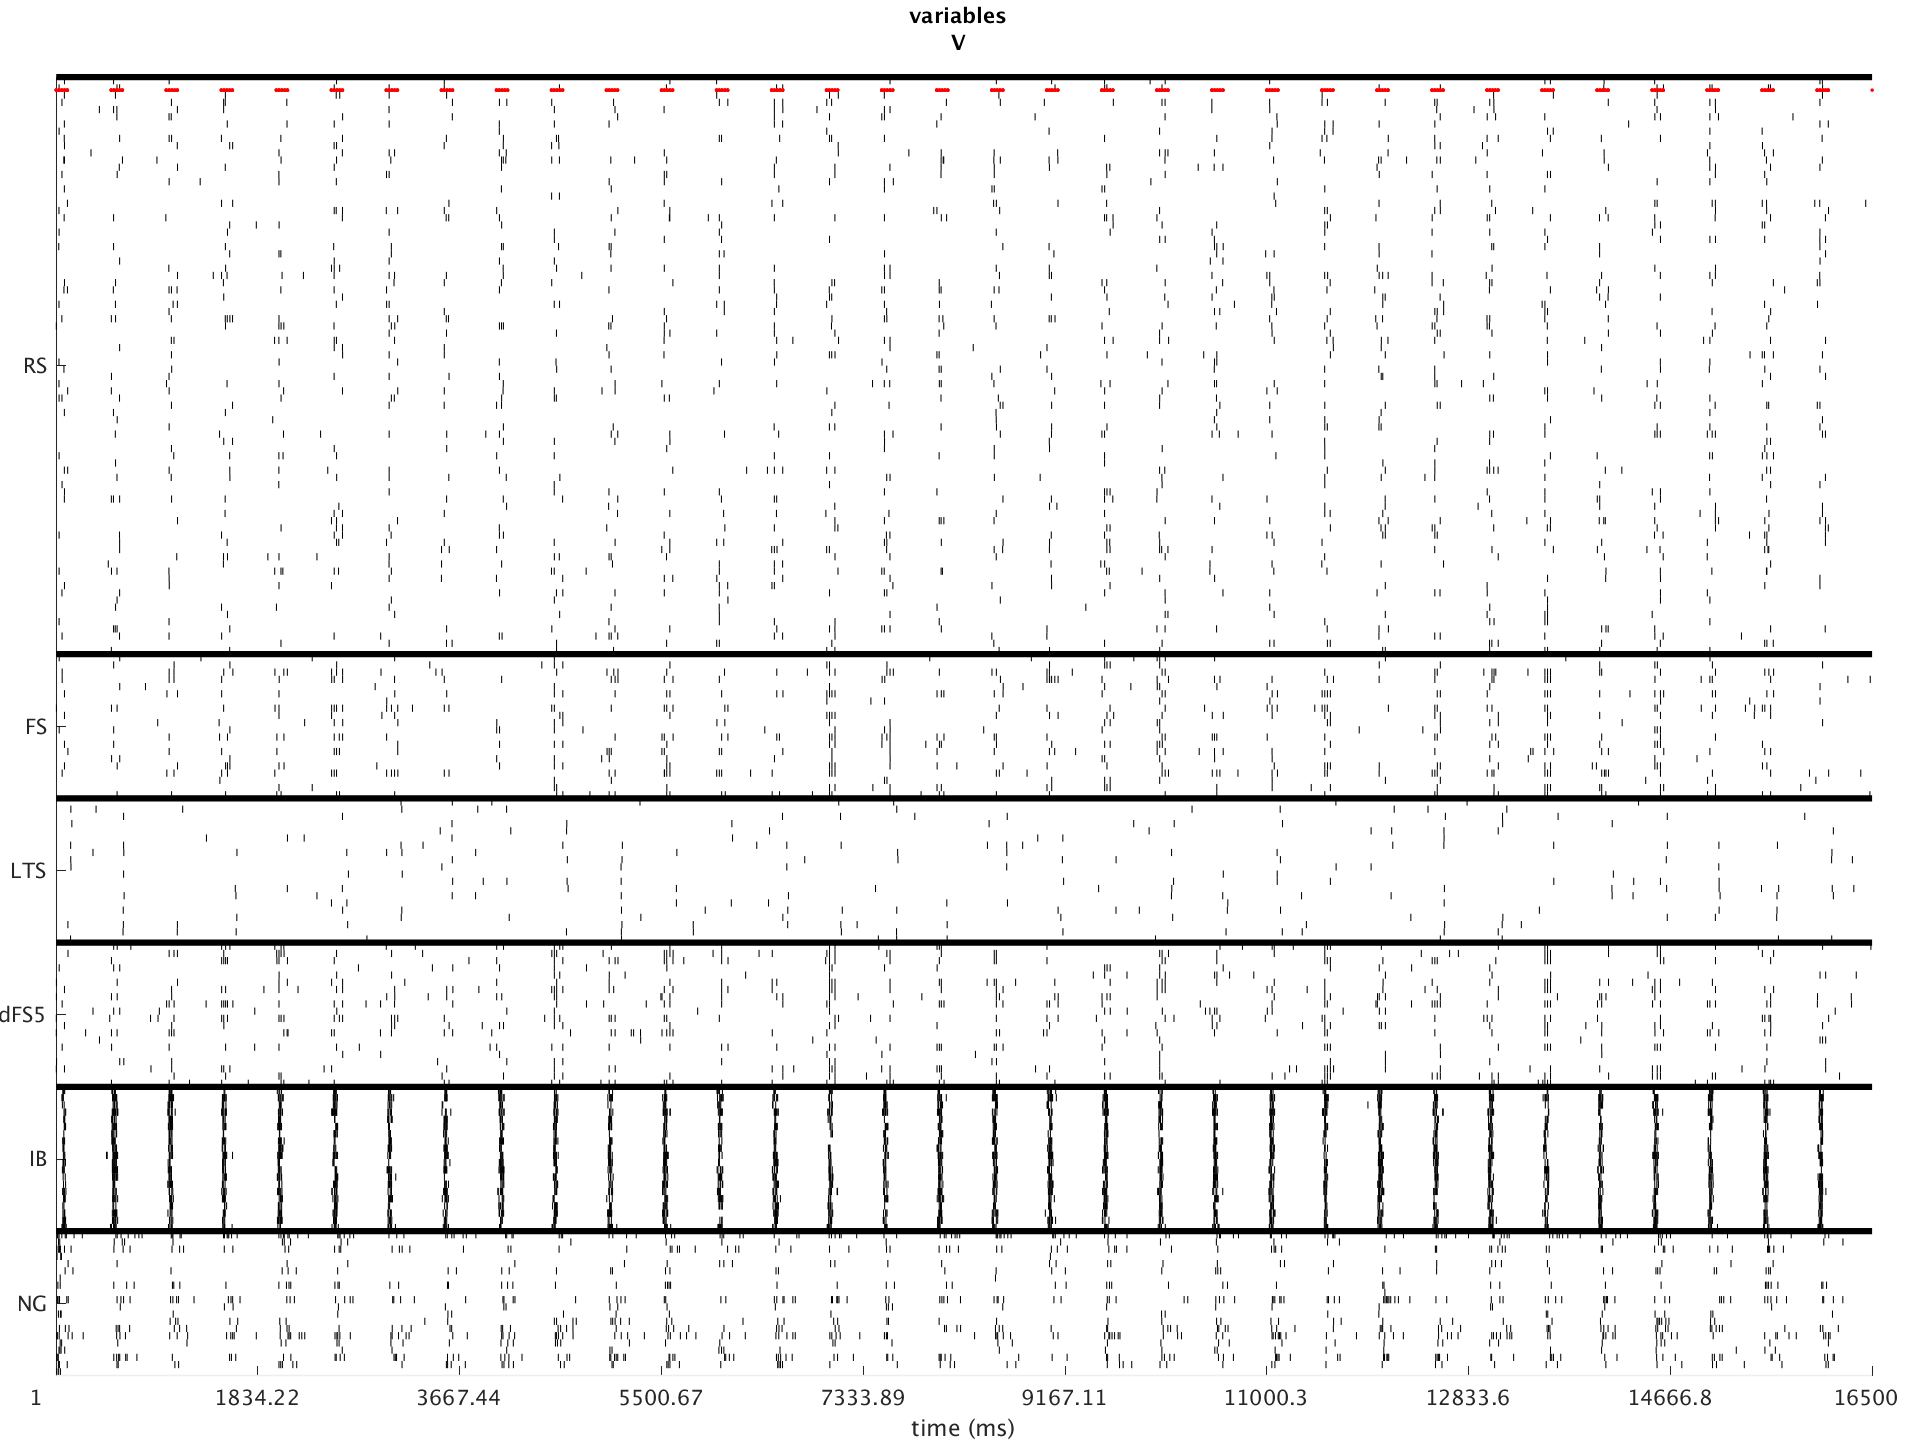 variables
V
RS
FS
LTS
dFS5
IB
NG
1 1834.22 3667.44 5500.67 7333.89 9167.11 11000.3 12833.6 14666.8 16500
time (ms)